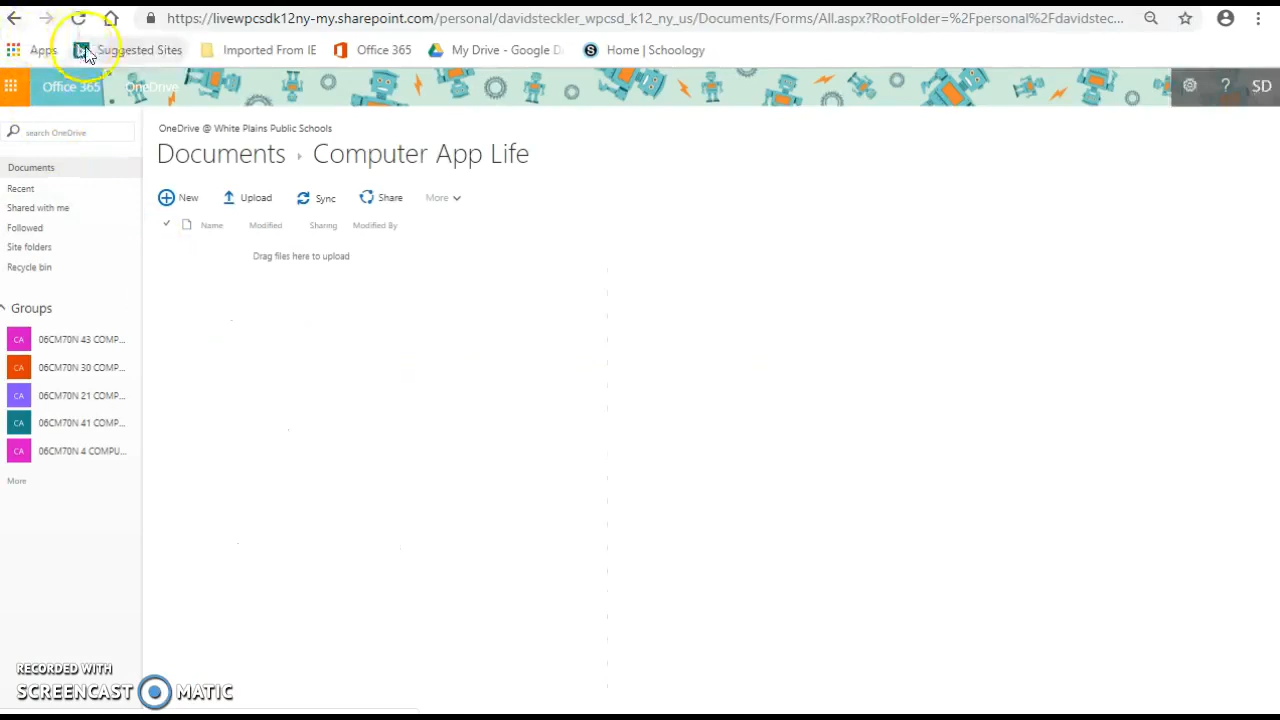 https://livewpcsdk12ny-my.sharepoint.com/personal/davidsteckler_wpcsd_k12_ny_us/Documents/Forms/All.aspx?RootFolder=%2Fpersonal%2Fdavidstec...
Apps Suggested Sites Imported From IE Office 365 My Drive - Google D Home | Schoology
Office 365 OneDrive ? SD
search OneDrive
OneDrive @ White Plains Public Schools
Documents › Computer App Life
New Upload Sync Share More
Name Modified Sharing Modified By
Drag files here to upload
Documents
Recent
Shared with me
Followed
Site folders
Recycle bin
Groups
CA 06CM70N 43 COMP...
CA 06CM70N 30 COMP...
CA 06CM70N 21 COMP...
CA 06CM70N 41 COMP...
CA 06CM70N 4 COMPU...
More
RECORDED WITH
SCREENCAST MATIC